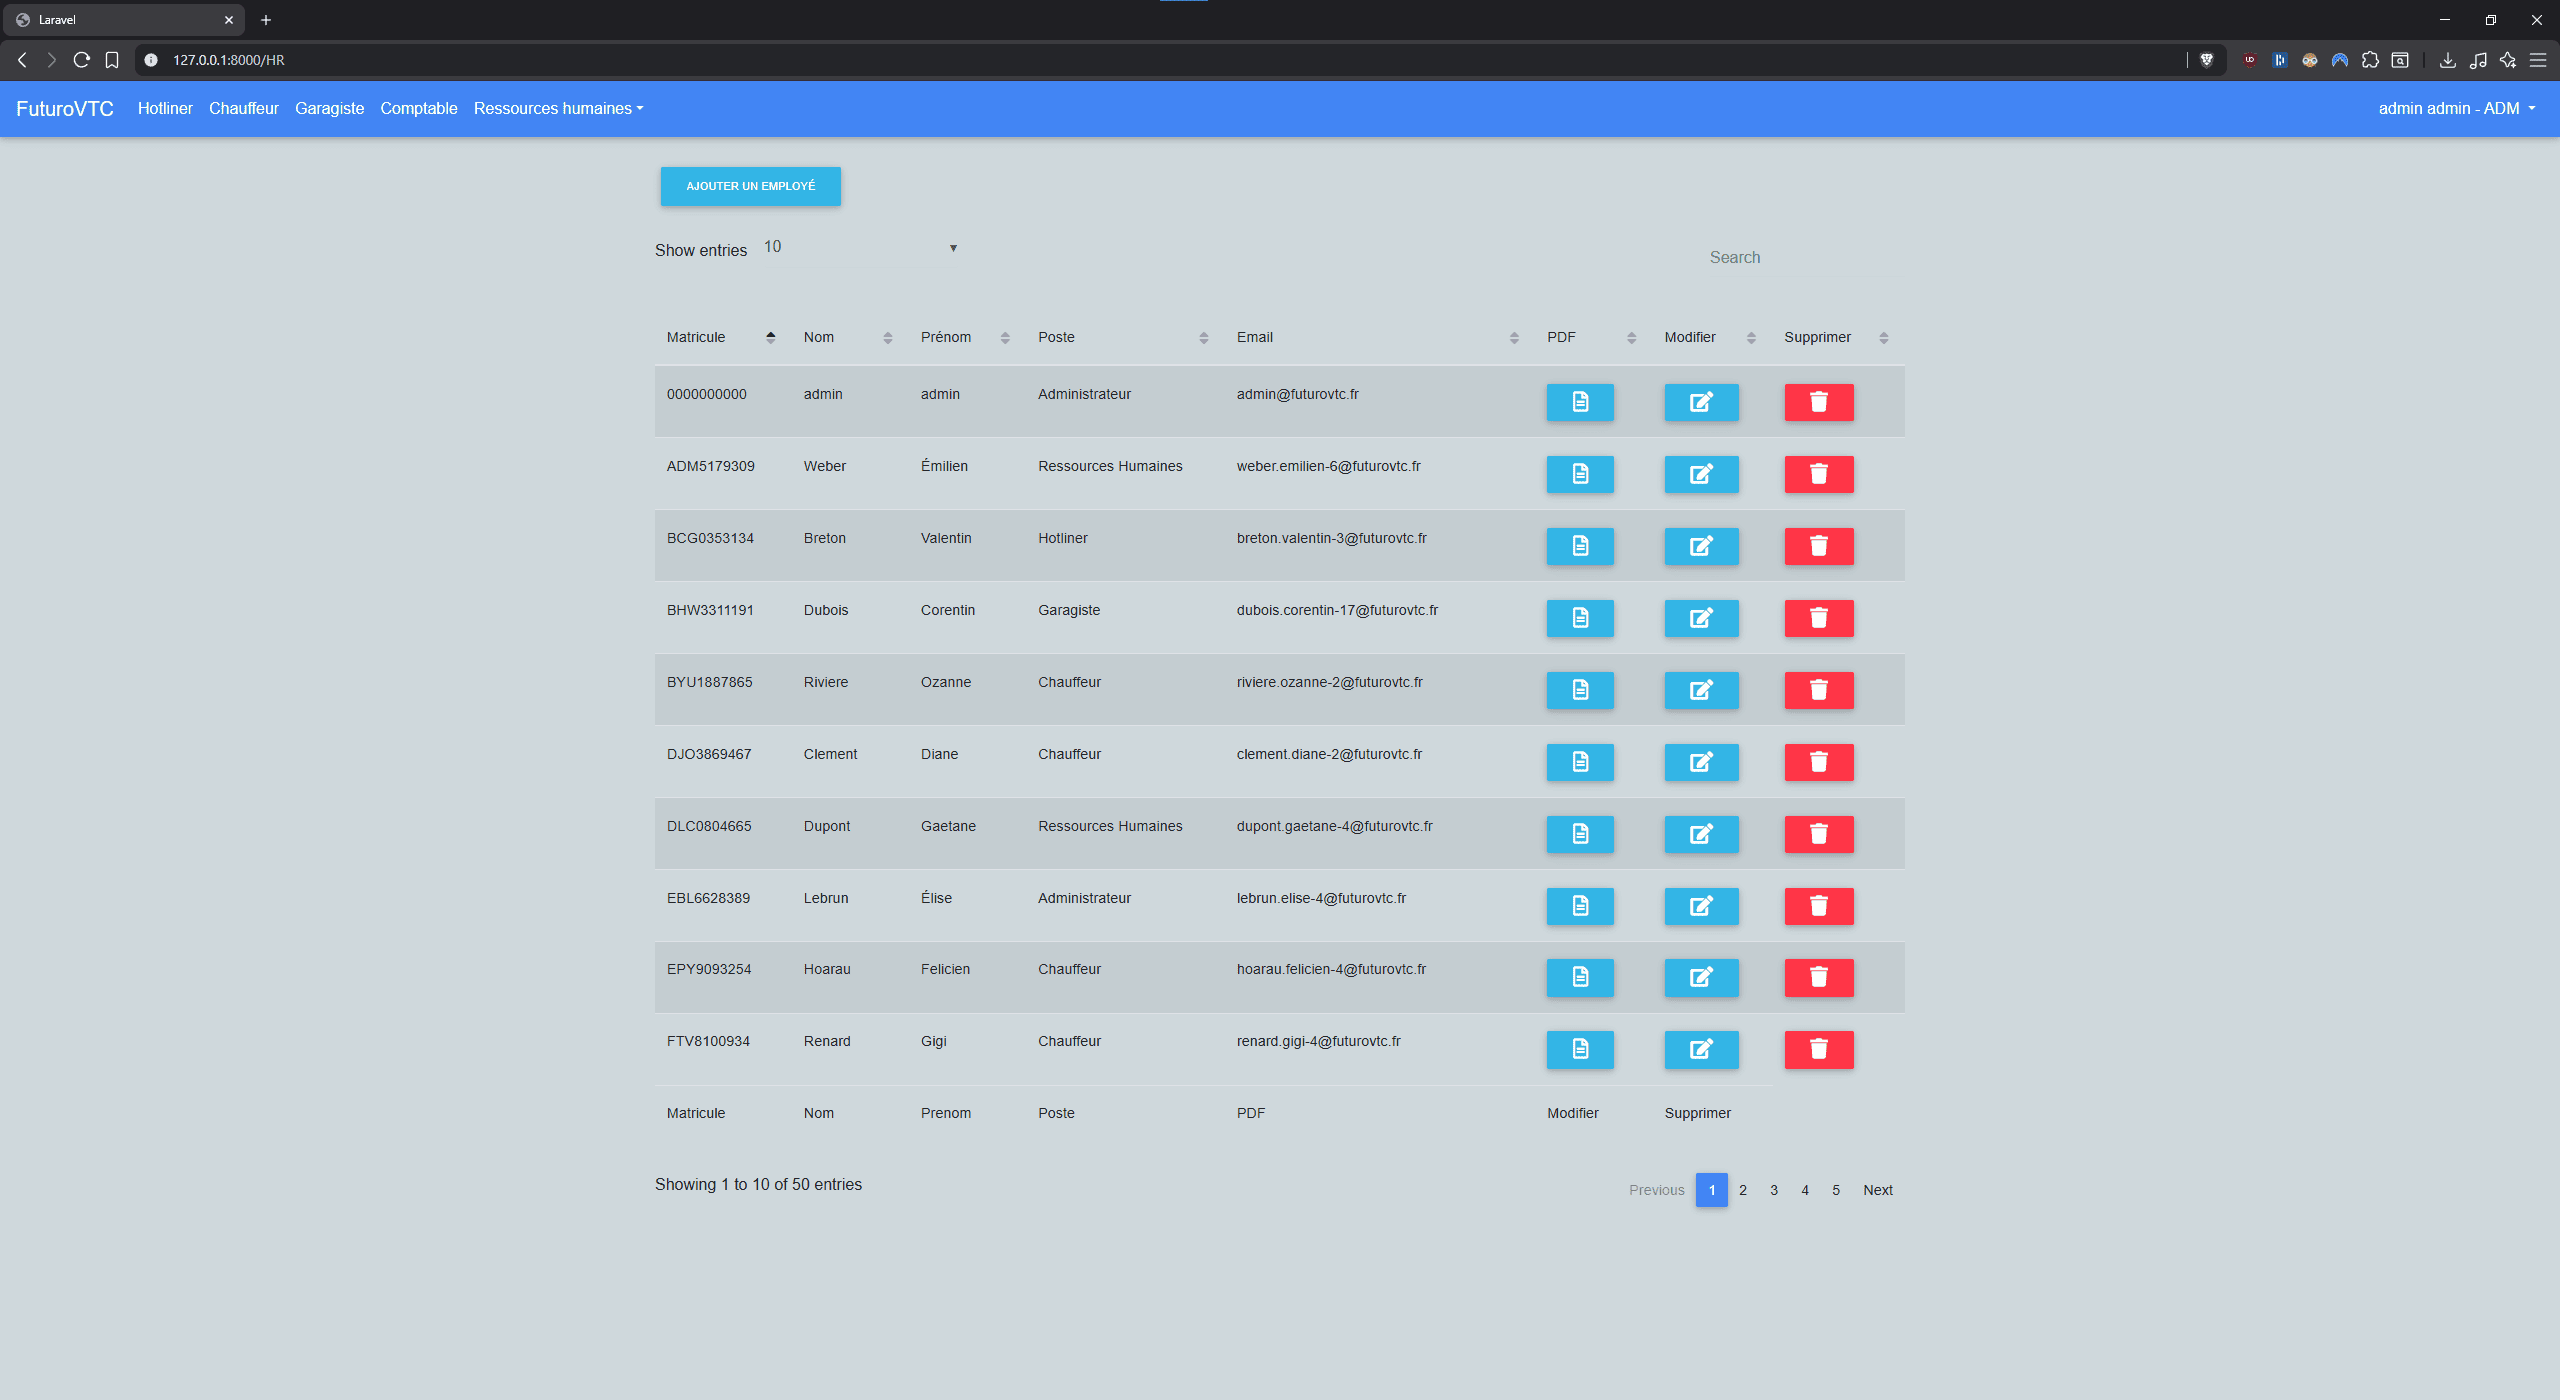 Laravel
127.0.0.1:8000/HR
FuturoVTC Hotliner Chauffeur Garagiste Comptable Ressources humaines admin admin - ADM
AJOUTER UN EMPLOYÉ
Show entries 10
Search
Matricule Nom Prénom Poste Email PDF Modifier Supprimer
0000000000 admin admin Administrateur admin@futurovtc.fr
ADM5179309 Weber Émilien Ressources Humaines weber.emilien-6@futurovtc.fr
BCG0353134 Breton Valentin Hotliner breton.valentin-3@futurovtc.fr
BHW3311191 Dubois Corentin Garagiste dubois.corentin-17@futurovtc.fr
BYU1887865 Riviere Ozanne Chauffeur riviere.ozanne-2@futurovtc.fr
DJO3869467 Clement Diane Chauffeur clement.diane-2@futurovtc.fr
DLC0804665 Dupont Gaetane Ressources Humaines dupont.gaetane-4@futurovtc.fr
EBL6628389 Lebrun Élise Administrateur lebrun.elise-4@futurovtc.fr
EPY9093254 Hoarau Felicien Chauffeur hoarau.felicien-4@futurovtc.fr
FTV8100934 Renard Gigi Chauffeur renard.gigi-4@futurovtc.fr
Matricule Nom Prenom Poste PDF Modifier Supprimer
Showing 1 to 10 of 50 entries
Previous 1 2 3 4 5 Next